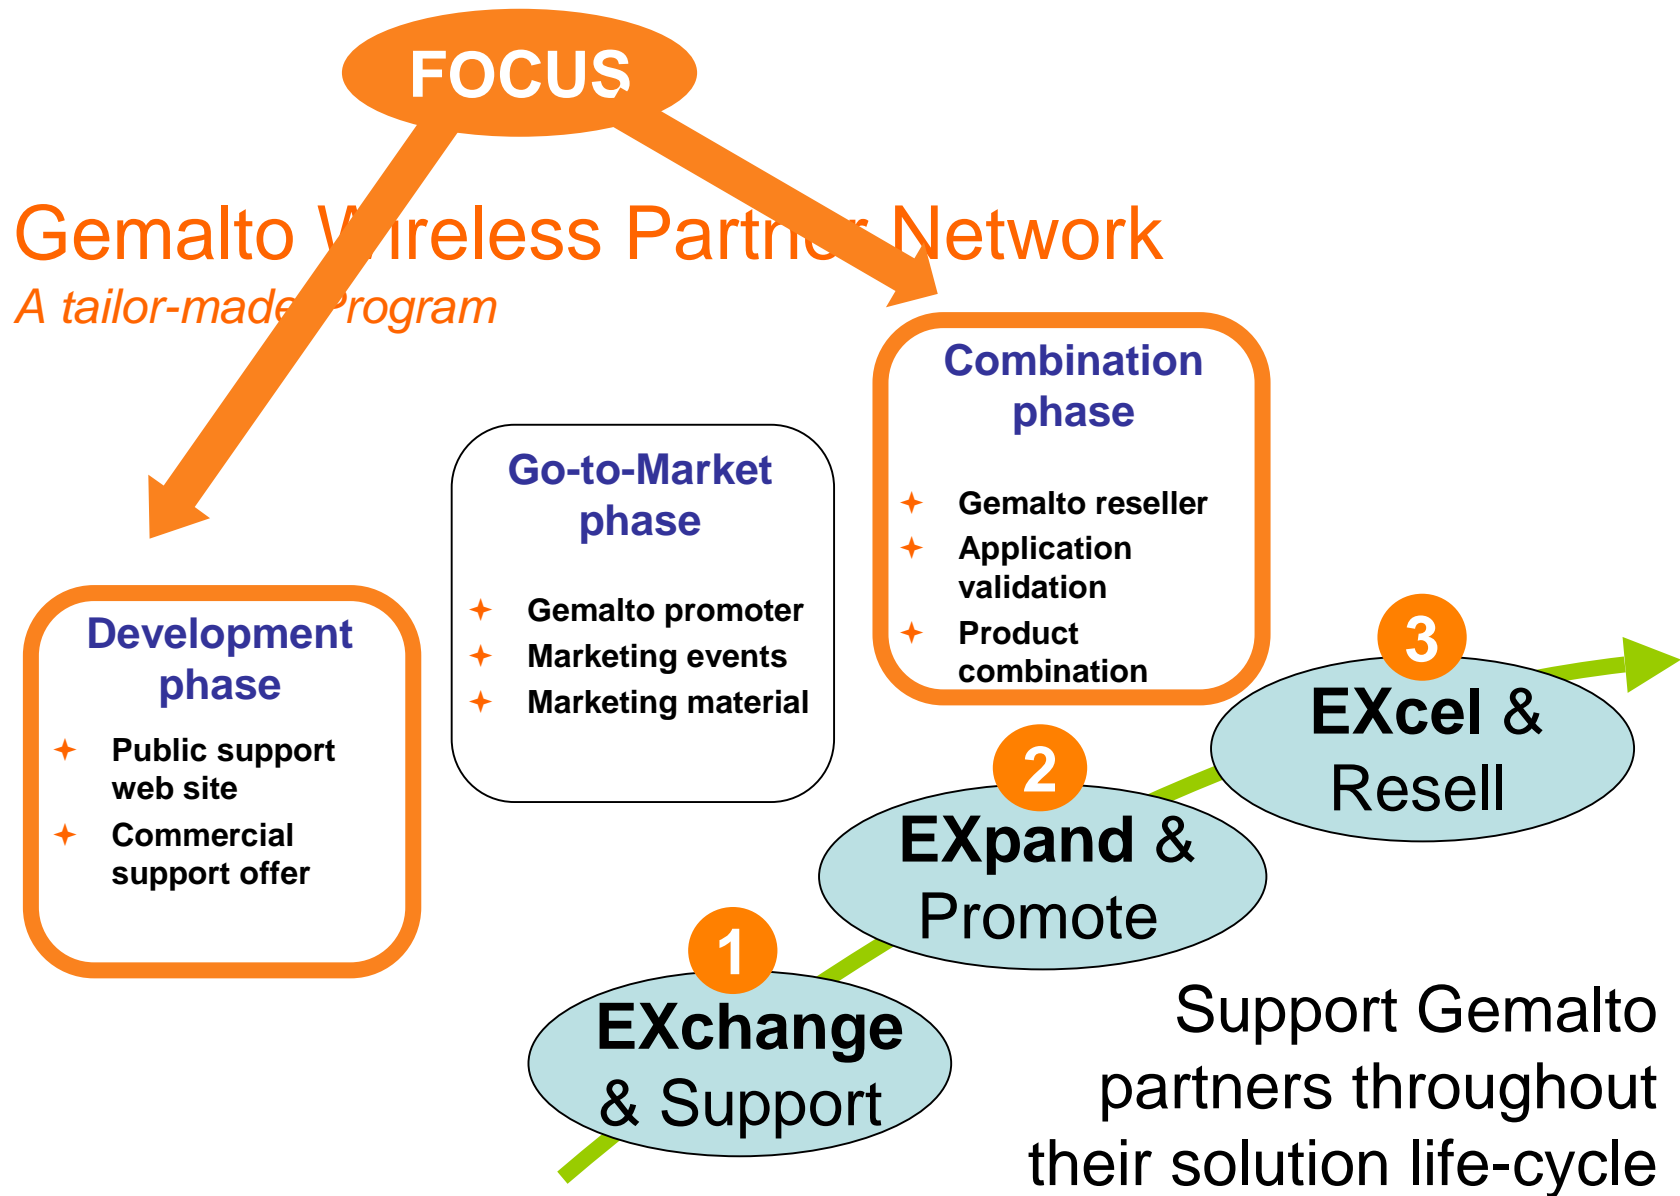 FOCUS
Gemalto Wireless Partner Network
A tailor-made Program
Development
phase
Public support
web site
Commercial
support offer
Go-to-Market
phase
Gemalto promoter
Marketing events
Marketing material
Combination
phase
Gemalto reseller
Application
validation
Product
combination
1
EXchange
& Support
2
EXpand &
Promote
3
EXcel &
Resell
Support Gemalto
partners throughout
their solution life-cycle